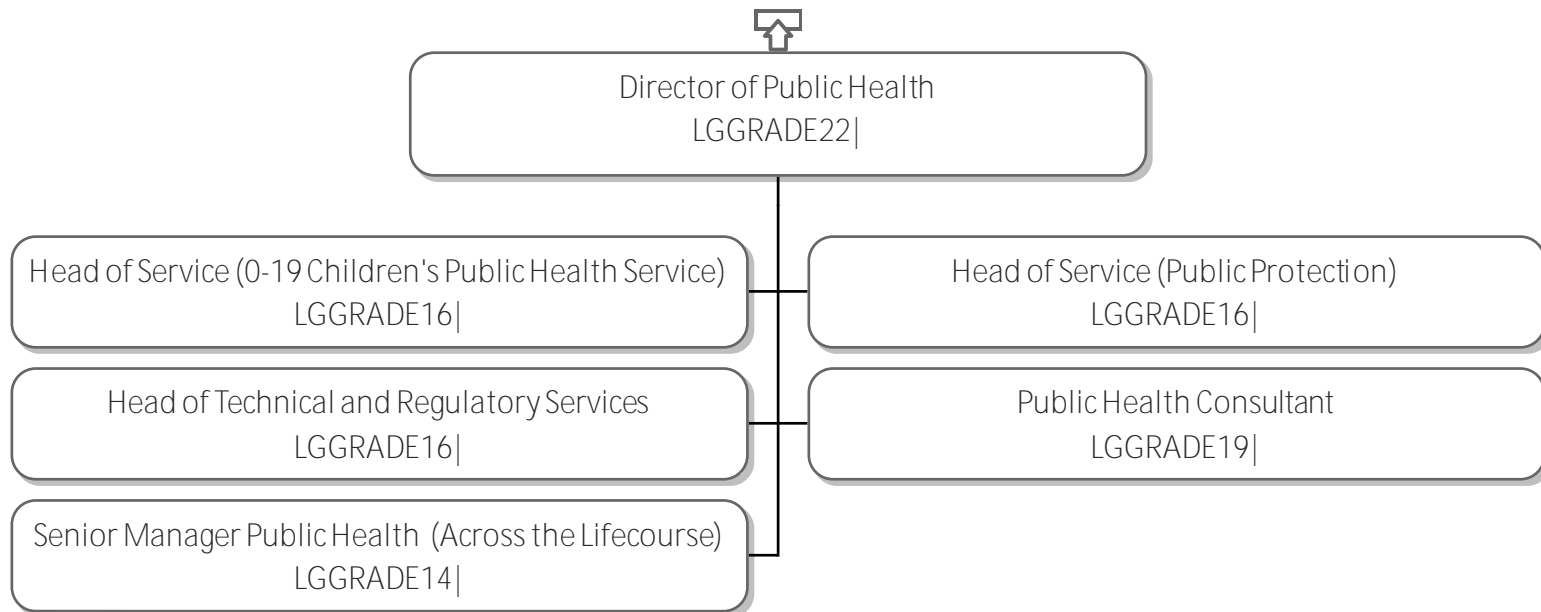 Director of Public Health
LGGRADE22|
Head of Service (0-19 Children's Public Health Service)
LGGRADE16|
Head of Service (Public Protection)
LGGRADE16|
Head of Technical and Regulatory Services
LGGRADE16|
Public Health Consultant
LGGRADE19|
Senior Manager Public Health (Across the Lifecourse)
LGGRADE14|